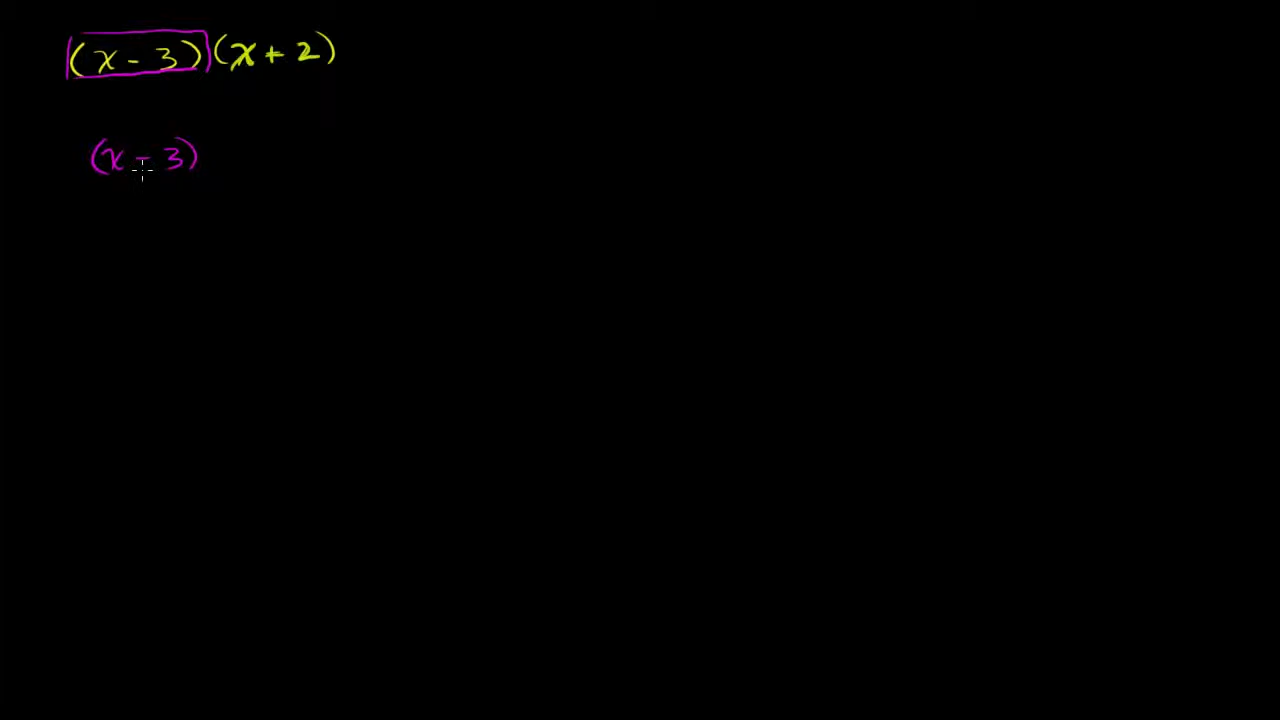 (x - 3)(x + 2)
(x - 3)